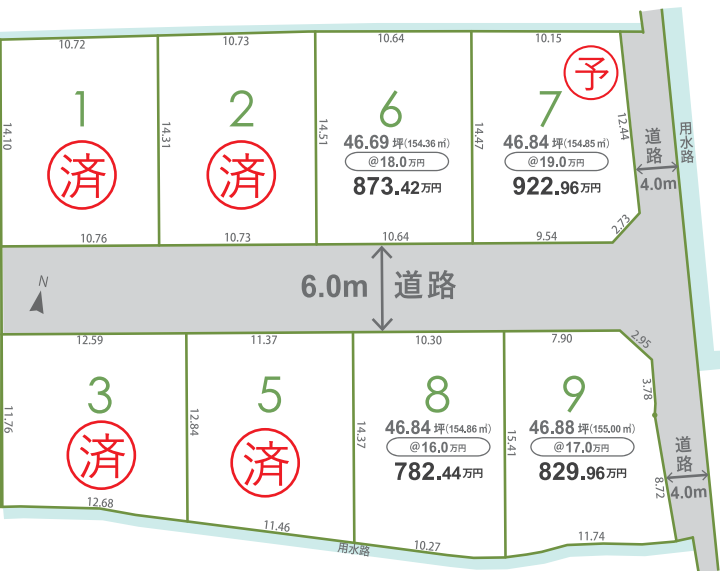 10.72
10.73
10.64
10.15
14.10
1
済
10.76
14.31
2
済
10.73
14.51
6
46.69 坪(154.36㎡)
@18.0万円
873.42万円
10.64
14.47
7
予
46.84 坪(154.85㎡)
@19.0万円
922.96万円
9.54
12.44
2.73
道路
4.0m
用水路
N
6.0m 道路
12.59
11.37
10.30
7.90
2.95
11.76
3
済
12.68
12.84
5
済
11.46
14.37
8
46.84 坪(154,86㎡)
@16.0万円
782.44万円
10.27
15.41
9
46.88 坪(155,00㎡)
@17.0万円
829.96万円
11.74
3.78
8.72
道路
4.0m
用水路